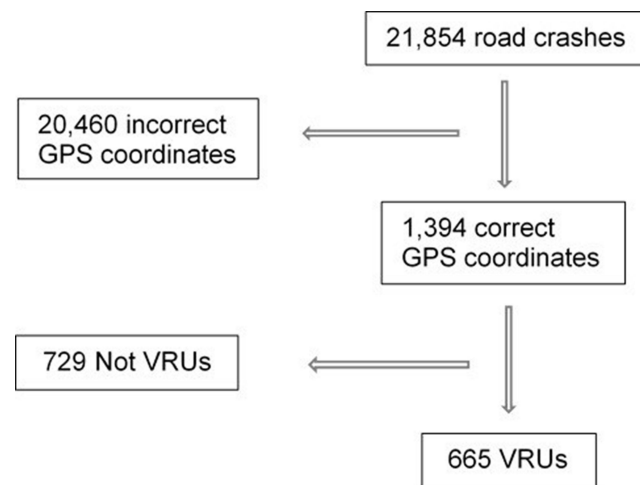 21,854 road crashes
20,460 incorrect
GPS coordinates
1,394 correct
GPS coordinates
729 Not VRUs
665 VRUs